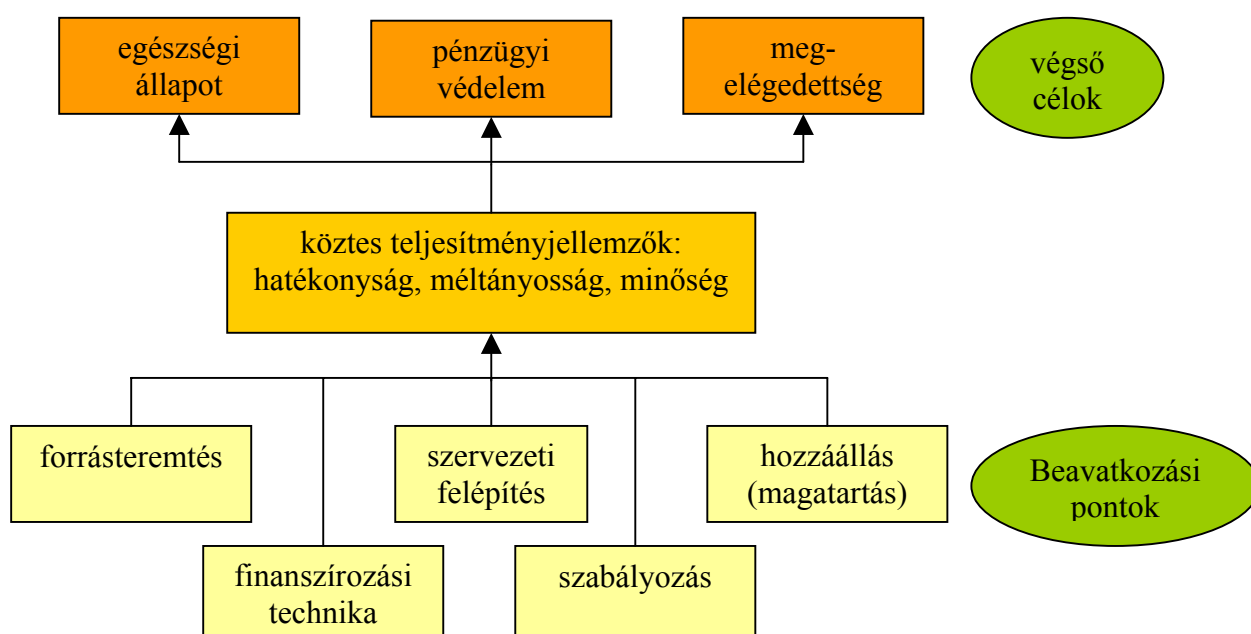 egészségi
állapot
pénzügyi
védelem
meg-
elégedettség
végső
célok
köztes teljesítményjellemzők:
hatékonyság, méltányosság, minőség
forrásteremtés
szervezeti
felépítés
hozzáállás
(magatartás)
Beavatkozási
pontok
finanszírozási
technika
szabályozás